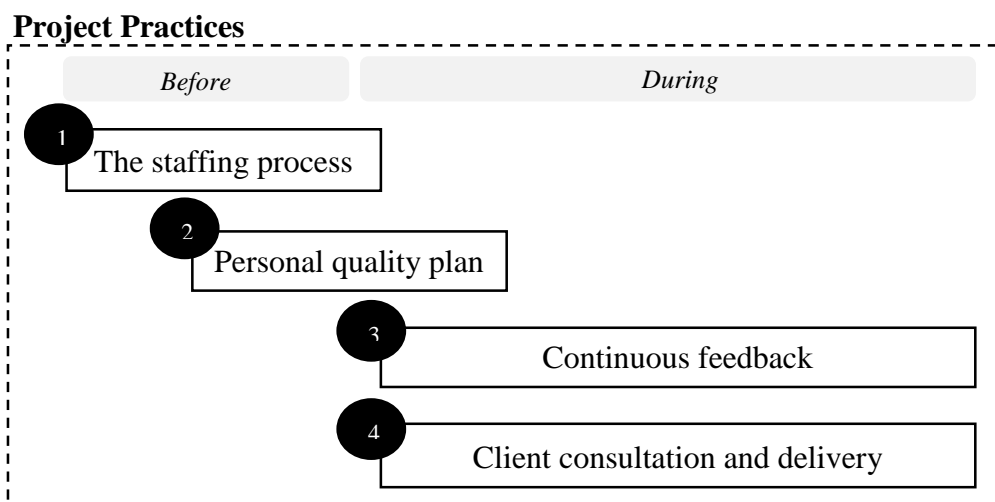 Project Practices
Before
During
1
The staffing process
2
Personal quality plan
3
Continuous feedback
4
Client consultation and delivery